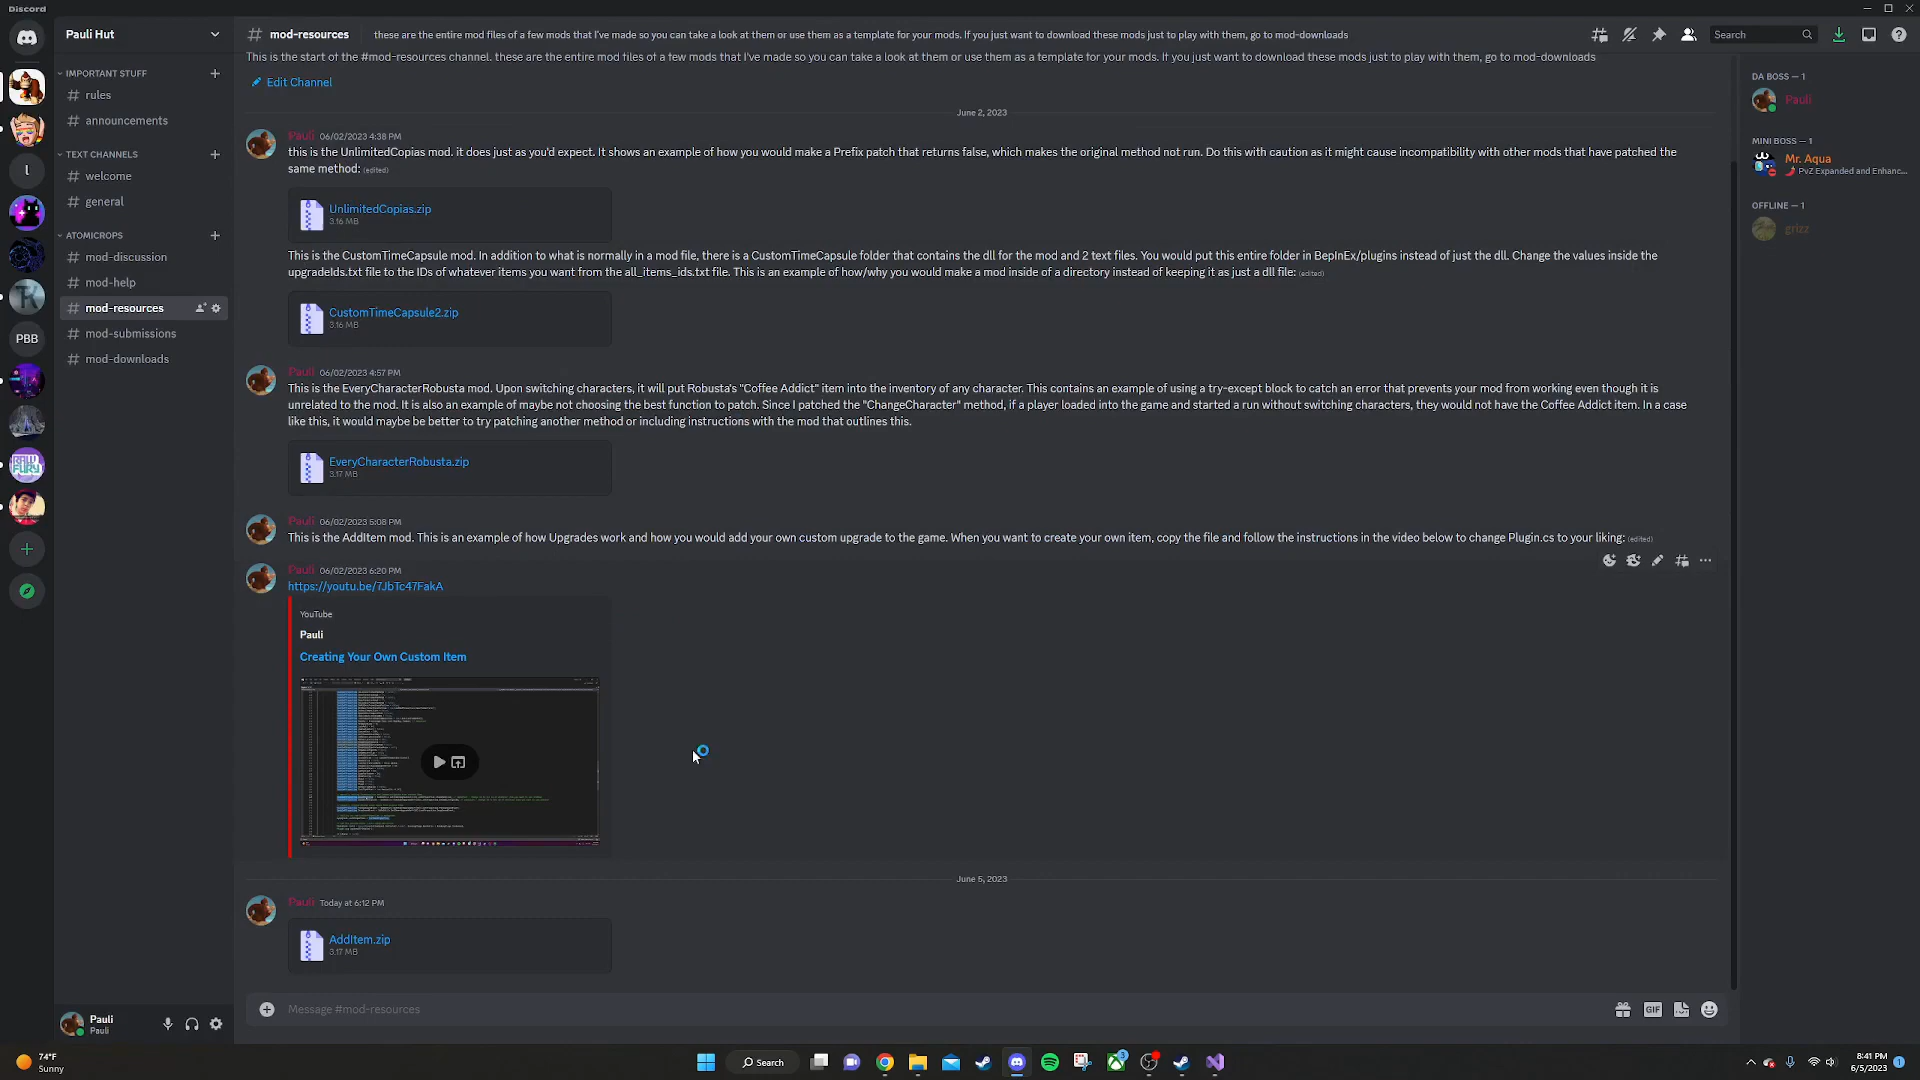 Discord
Pauli Hut
IMPORTANT STUFF
rules
announcements
TEXT CHANNELS
welcome
general
ATOMICROPS
mod-discussion
mod-help
mod-resources
mod-submissions
mod-downloads
PBB
RAW FURY
Pauli
Pauli
mod-resources these are the entire mod files of a few mods that I've made so you can take a look at them or use them as a template for your mods. If you just want to download these mods just to play with them, go to mod-downloads
Search
This is the start of the #mod-resources channel. these are the entire mod files of a few mods that I've made so you can take a look at them or use them as a template for your mods. If you just want to download these mods just to play with them, go to mod-downloads
Edit Channel
June 2, 2023
Pauli 06/02/2023 4:38 PM
this is the UnlimitedCopias mod. it does just as you'd expect. It shows an example of how you would make a Prefix patch that returns false, which makes the original method not run. Do this with caution as it might cause incompatibility with other mods that have patched the
same method: (edited)
UnlimitedCopias.zip
3.16 MB
This is the CustomTimeCapsule mod. In addition to what is normally in a mod file, there is a CustomTimeCapsule folder that contains the dll for the mod and 2 text files. You would put this entire folder in BepInEx/plugins instead of just the dll. Change the values inside the
upgradeIds.txt file to the IDs of whatever items you want from the all_items_ids.txt file. This is an example of how/why you would make a mod inside of a directory instead of keeping it as just a dll file: (edited)
CustomTimeCapsule2.zip
3.16 MB
Pauli 06/02/2023 4:57 PM
This is the EveryCharacterRobusta mod. Upon switching characters, it will put Robusta's "Coffee Addict" item into the inventory of any character. This contains an example of using a try-except block to catch an error that prevents your mod from working even though it is
unrelated to the mod. It is also an example of maybe not choosing the best function to patch. Since I patched the "ChangeCharacter" method, if a player loaded into the game and started a run without switching characters, they would not have the Coffee Addict item. In a case
like this, it would maybe be better to try patching another method or including instructions with the mod that outlines this.
EveryCharacterRobusta.zip
3.17 MB
Pauli 06/02/2023 5:08 PM
This is the AddItem mod. This is an example of how Upgrades work and how you would add your own custom upgrade to the game. When you want to create your own item, copy the file and follow the instructions in the video below to change Plugin.cs to your liking: (edited)
Pauli 06/02/2023 6:20 PM
https://youtu.be/7JbTc47FakA
YouTube
Pauli
Creating Your Own Custom Item
June 5, 2023
Pauli Today at 6:12 PM
AddItem.zip
3.17 MB
Message #mod-resources
GIF
DA BOSS — 1
Pauli
MINI BOSS — 1
Mr. Aqua
PvZ Expanded and Enhanc...
OFFLINE — 1
grizz
74°F
Sunny
Search
3
8:41 PM
6/5/2023
1